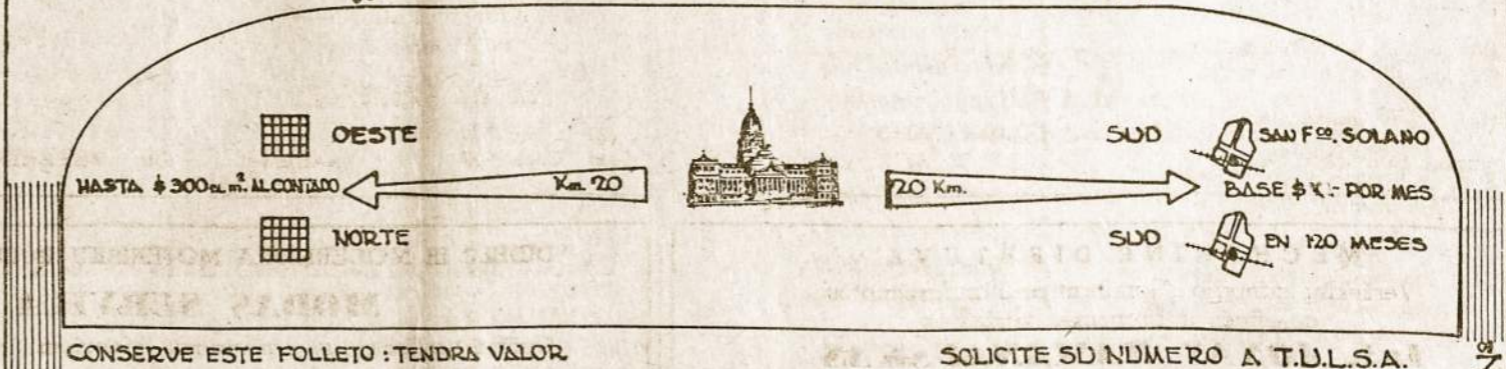 OESTE
HASTA $ 300 EL m². AL CONTADO
Km. 20
NORTE
20 Km.
SUD
SAN Fco. SOLANO
BASE $ X.- POR MES
SUD
EN 120 MESES
CONSERVE ESTE FOLLETO : TENDRA VALOR
SOLICITE SU NUMERO A T.U.L.S.A.